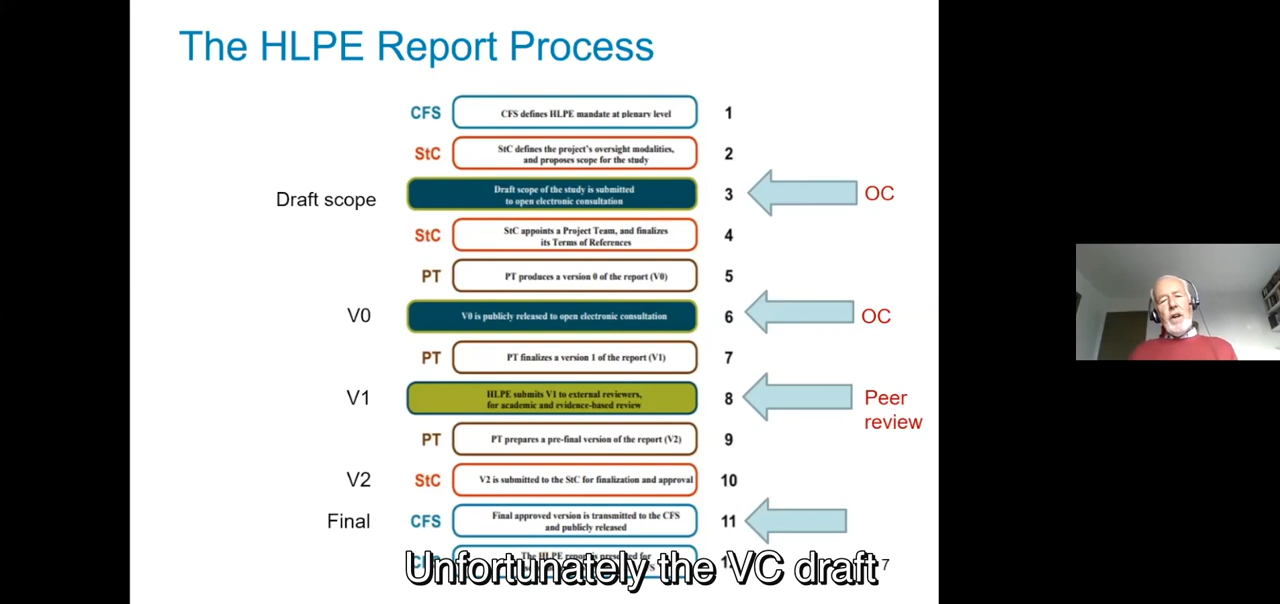 The HLPE Report Process
CFS CFS defines HLPE mandate at plenary level 1
StC StC defines the project's oversight modalities,
and proposes scope for the study 2
Draft scope Draft scope of the study is submitted
to open electronic consultation 3 OC
StC StC appoints a Project Team, and finalizes
its Terms of References 4
PT PT produces a version 0 of the report (V0) 5
V0 V0 is publicly released to open electronic consultation 6 OC
PT PT finalizes a version 1 of the report (V1) 7
V1 HLPE submits V1 to external reviewers,
for academic and evidence-based review 8 Peer
review
PT PT prepares a pre-final version of the report (V2) 9
V2 StC V2 is submitted to the StC for finalization and approval 10
Final CFS Final approved version is transmitted to the CFS
and publicly released 11
The HLPE report is presented for
7
Unfortunately the VC draft